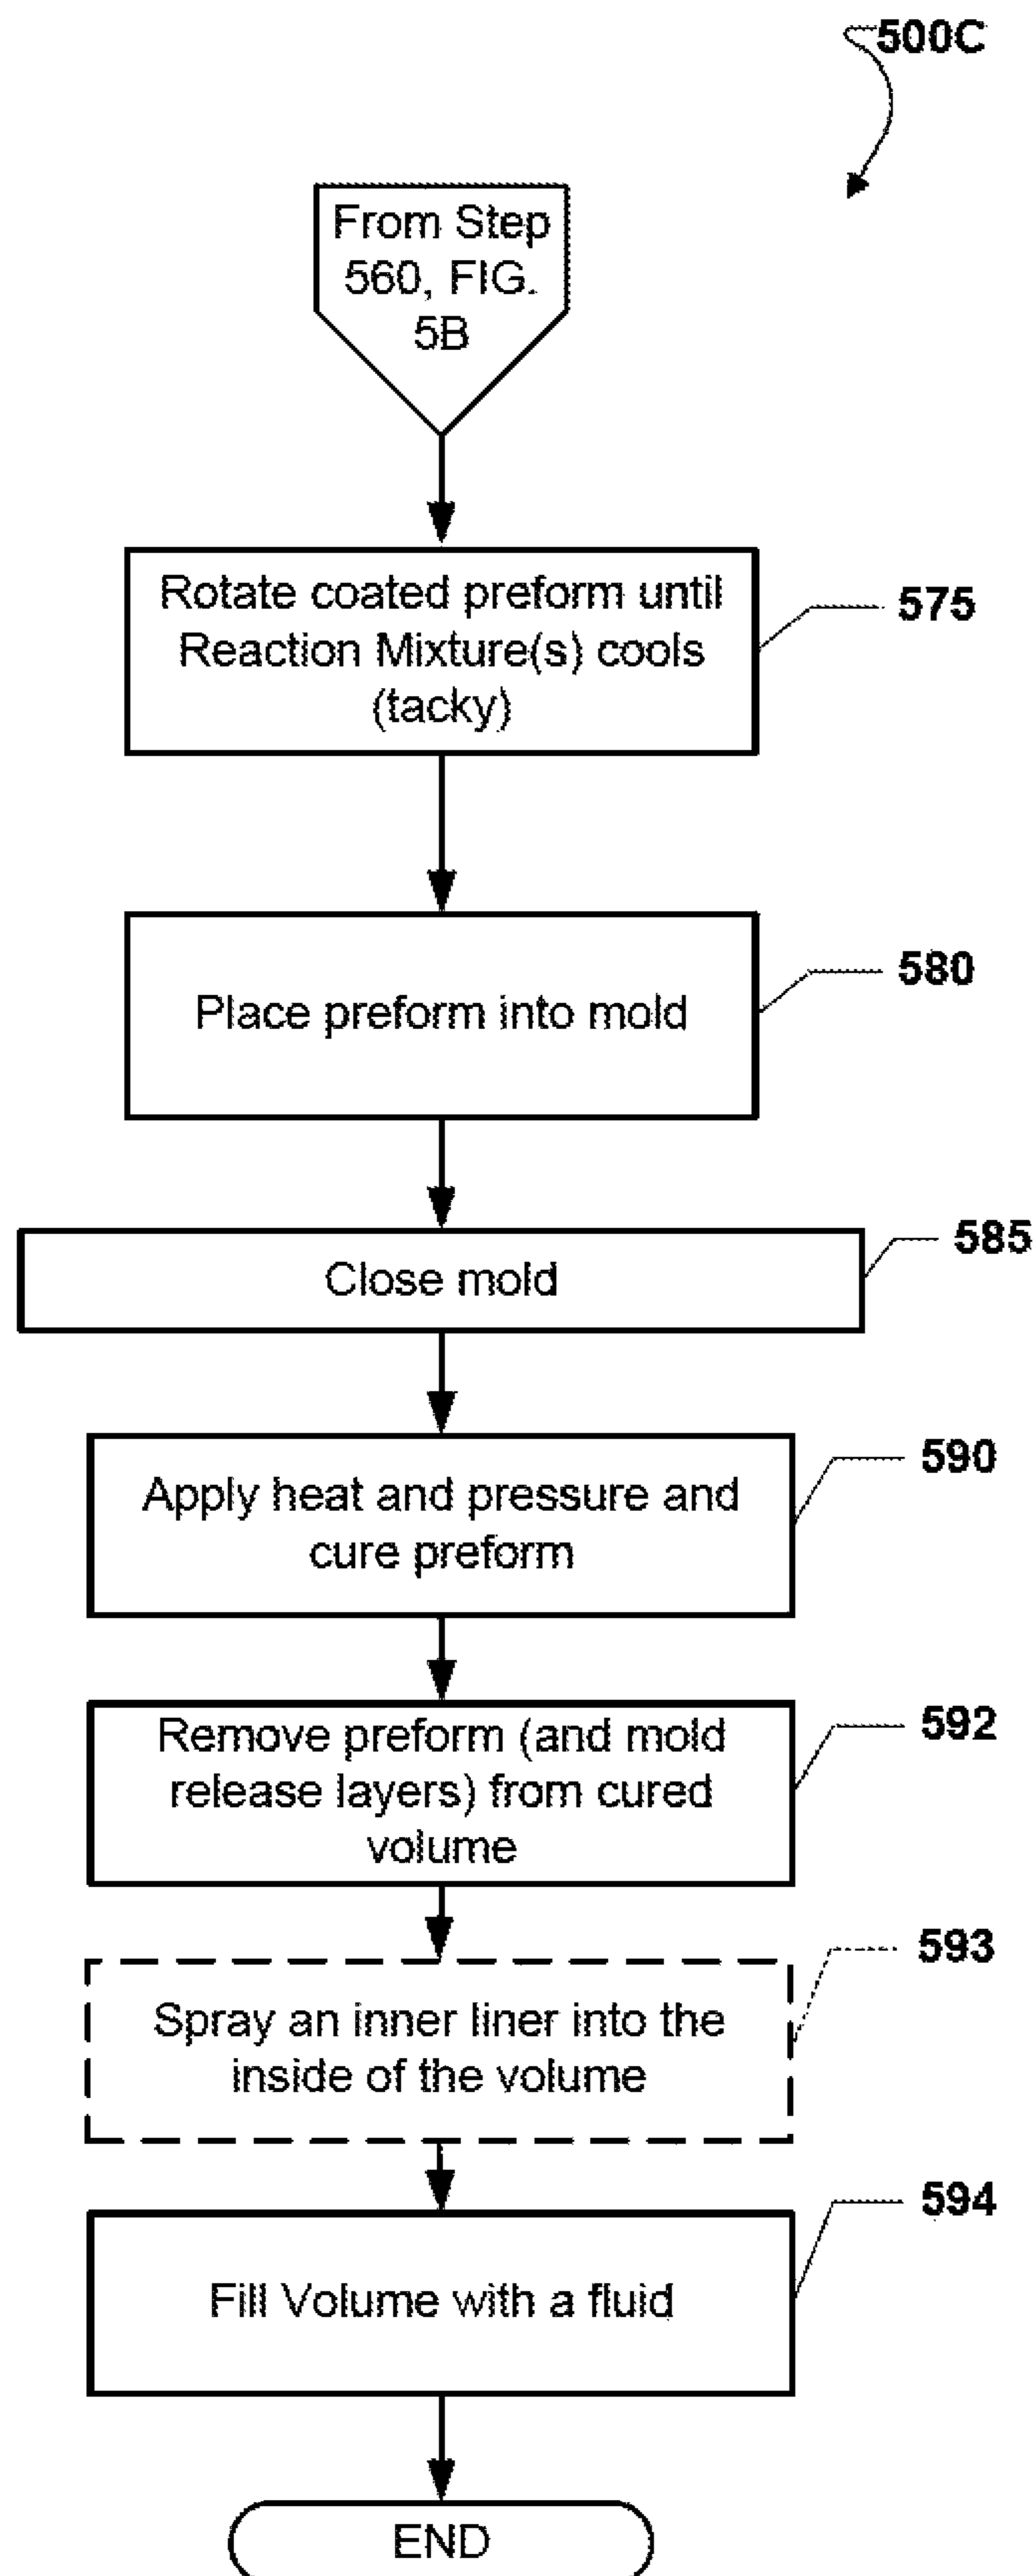 500C
From Step
560, FIG.
5B
Rotate coated preform until
Reaction Mixture(s) cools
(tacky)
575
Place preform into mold
580
Close mold
585
Apply heat and pressure and
cure preform
590
Remove preform (and mold
release layers) from cured
volume
592
Spray an inner liner into the
inside of the volume
593
Fill Volume with a fluid
594
END